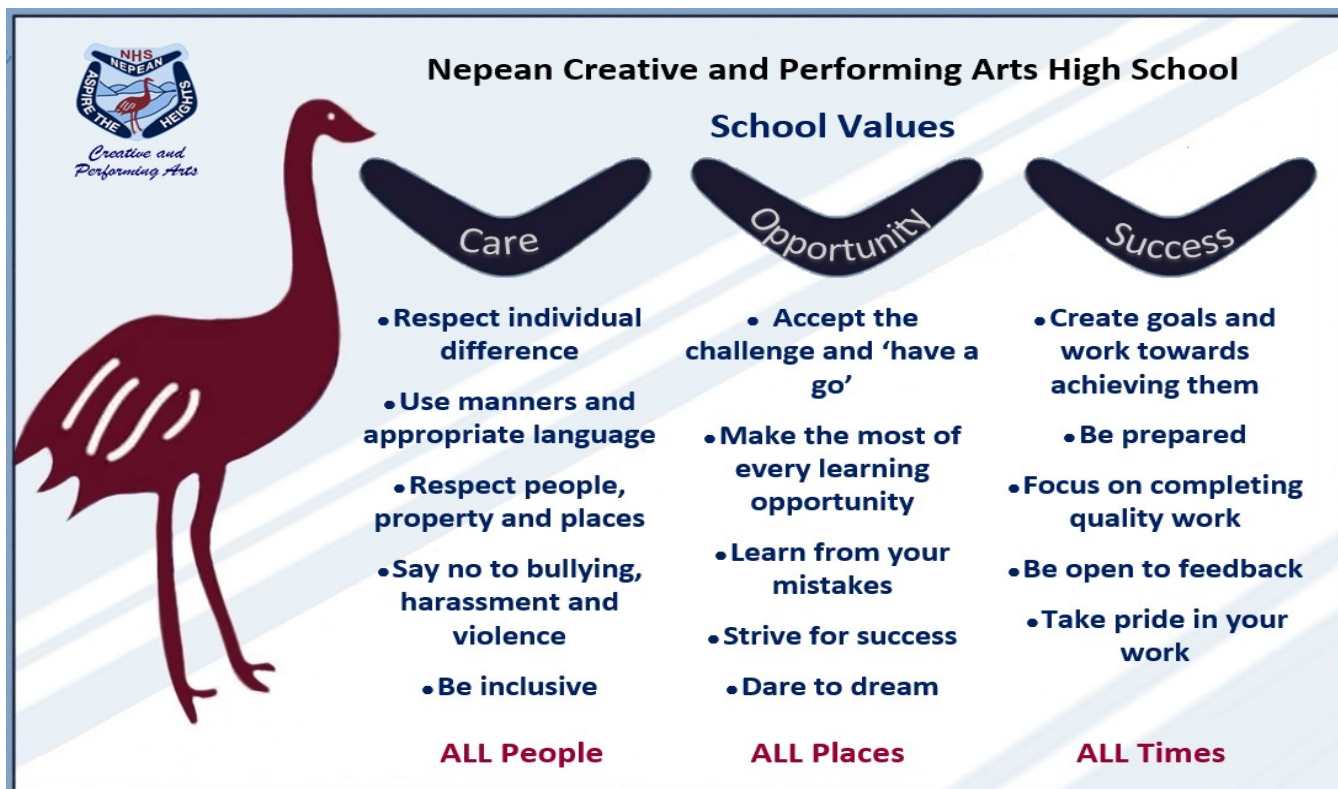 NHS
NEPEAN
ASPIRE THE HEIGHTS
Creative and
Performing Arts
Nepean Creative and Performing Arts High School
School Values
Care
•Respect individual
difference
•Use manners and
appropriate language
•Respect people,
property and places
•Say no to bullying,
harassment and
violence
•Be inclusive
ALL People
Opportunity
• Accept the
challenge and ‘have a
go’
•Make the most of
every learning
opportunity
•Learn from your
mistakes
•Strive for success
•Dare to dream
ALL Places
Success
•Create goals and
work towards
achieving them
•Be prepared
•Focus on completing
quality work
•Be open to feedback
•Take pride in your
work
ALL Times